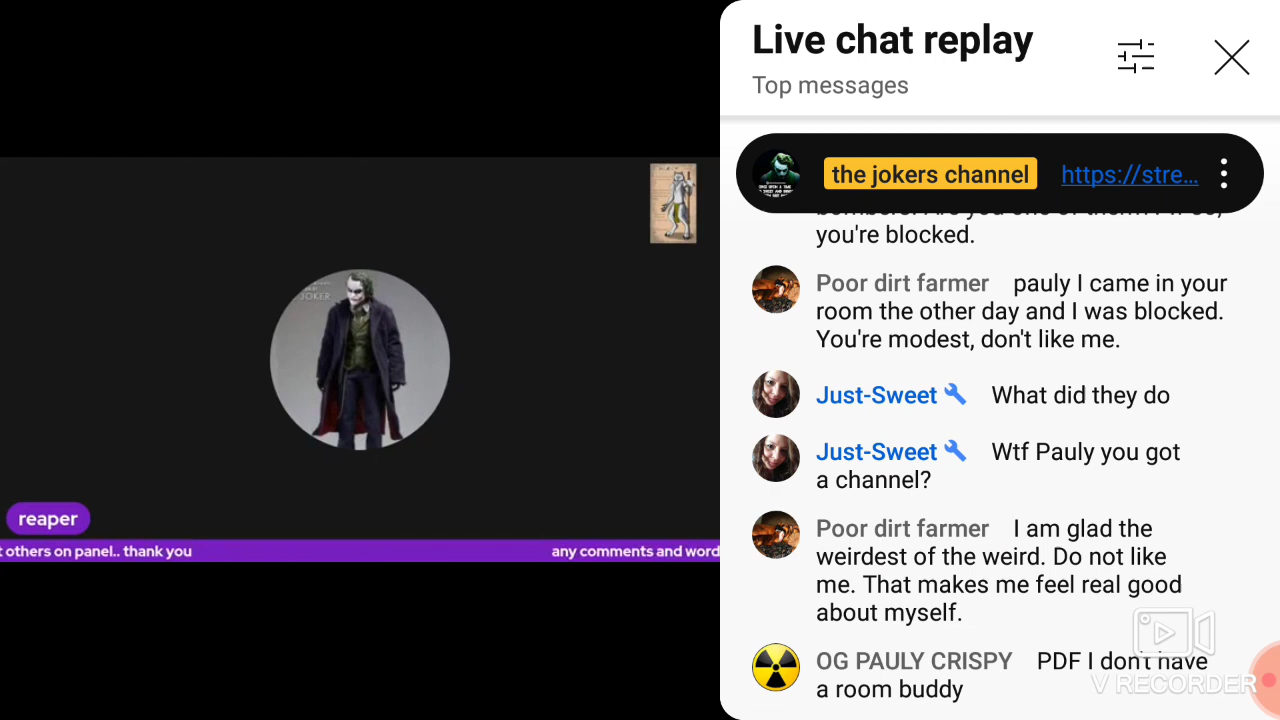 JOKER
reaper
t others on panel.. thank you
any comments and word
Live chat replay
Top messages
the jokers channel https://stre...
you're blocked.
Poor dirt farmer pauly I came in your
room the other day and I was blocked.
You're modest, don't like me.
Just-Sweet What did they do
Just-Sweet Wtf Pauly you got
a channel?
Poor dirt farmer I am glad the
weirdest of the weird. Do not like
me. That makes me feel real good
about myself.
OG PAULY CRISPY PDF I don't have
a room buddy
V RECORDER